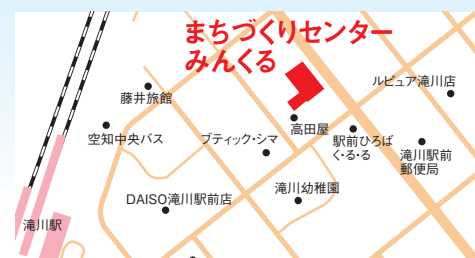 まちづくりセンター
みんくる
ルピュア滝川店
藤井旅館
高田屋
空知中央バス
ブティック・シマ
駅前ひろば
く・る・る
滝川駅前
郵便局
滝川幼稚園
DAISO滝川駅前店
滝川駅